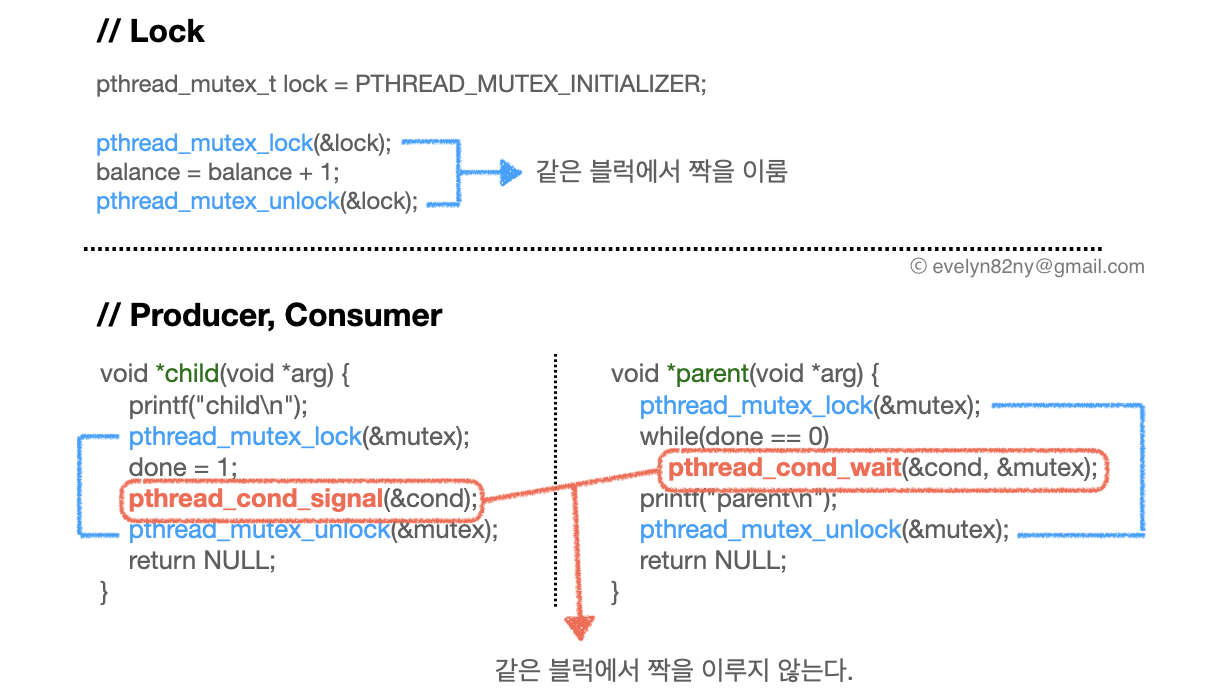 // Lock
pthread_mutex_t lock = PTHREAD_MUTEX_INITIALIZER;
pthread_mutex_lock(&lock);
balance = balance + 1;
pthread_mutex_unlock(&lock);
같은 블럭에서 짝을 이룸
ⓒ evelyn82ny@gmail.com
// Producer, Consumer
void *child(void *arg) {
printf("child\n");
pthread_mutex_lock(&mutex);
done = 1;
pthread_cond_signal(&cond);
pthread_mutex_unlock(&mutex);
return NULL;
}
void *parent(void *arg) {
pthread_mutex_lock(&mutex);
while(done == 0)
pthread_cond_wait(&cond, &mutex);
printf("parent\n");
pthread_mutex_unlock(&mutex);
return NULL;
}
같은 블럭에서 짝을 이루지 않는다.